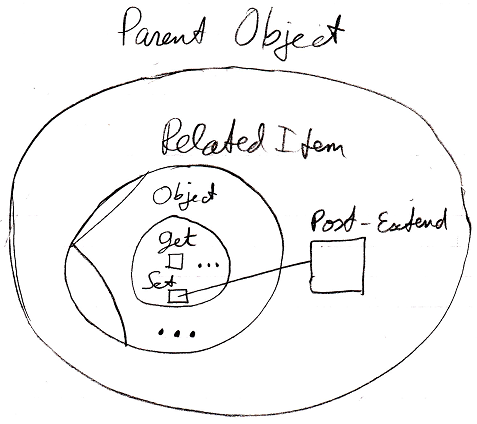 Parent Object
Related Item
Object
get
...
Set
...
Post-Extend